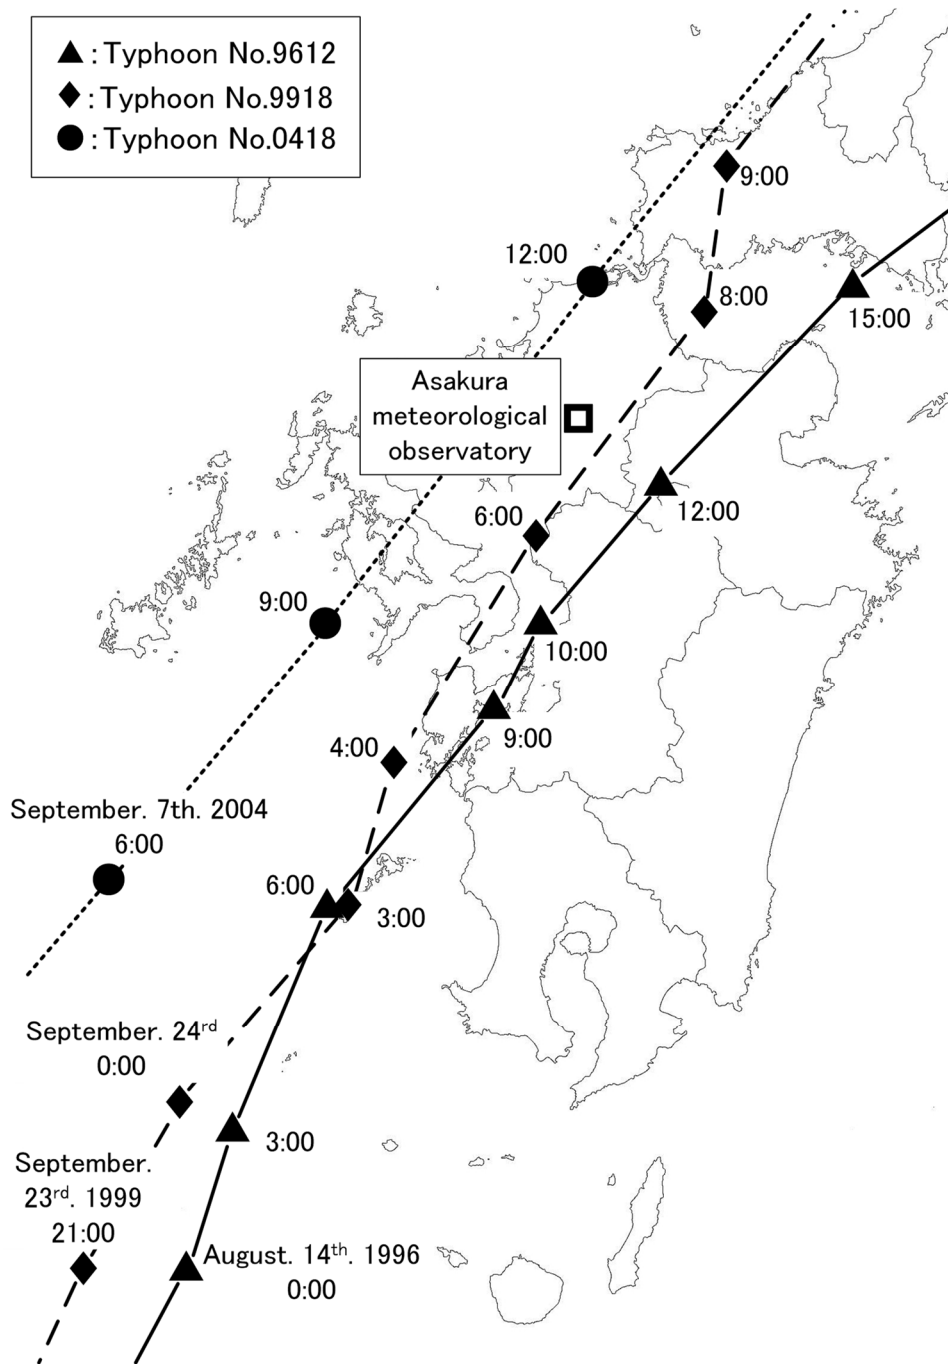 ▲ : Typhoon No.9612
◆ : Typhoon No.9918
● : Typhoon No.0418
9:00
12:00
8:00
15:00
Asakura
meteorological
observatory
6:00
12:00
9:00
10:00
9:00
4:00
September. 7th. 2004
6:00
6:00
3:00
September. 24rd
0:00
3:00
September.
23rd. 1999
21:00
August. 14th. 1996
0:00